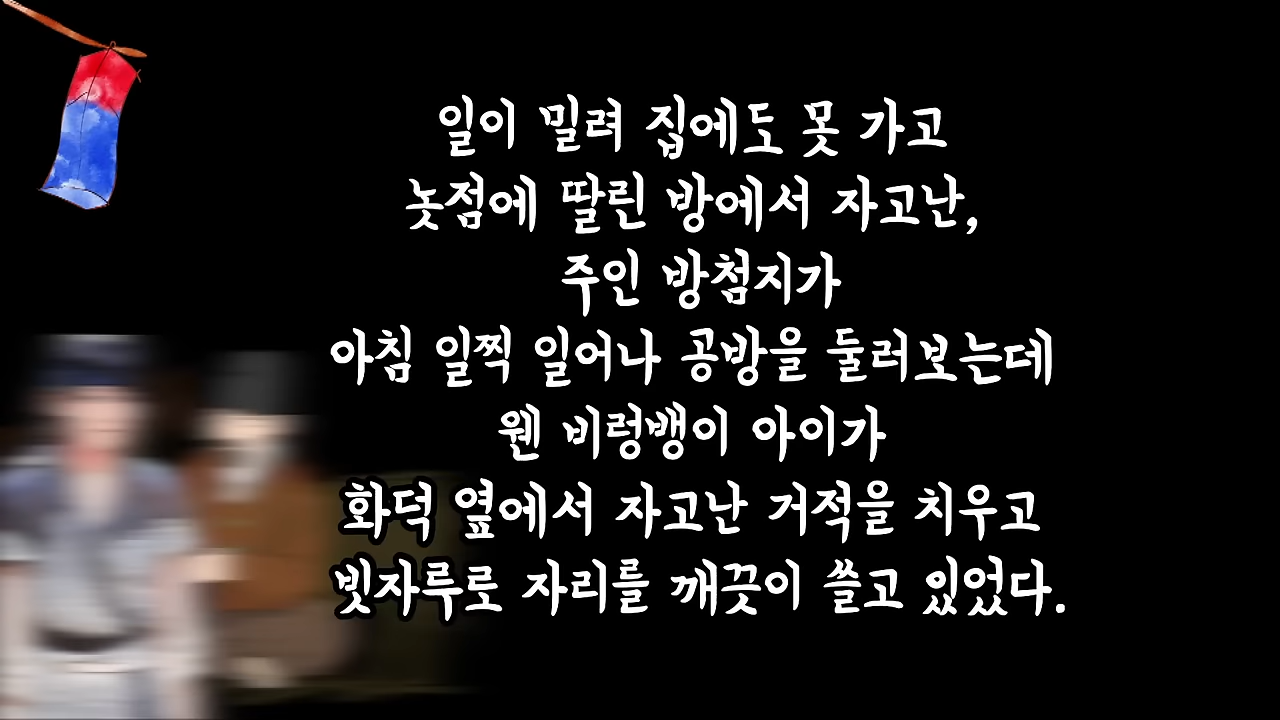 일이 밀려 집에도 못 가고
놋점에 딸린 방에서 자고난,
주인 방첨지가
아침 일찍 일어나 공방을 둘러보는데
웬 비렁뱅이 아이가
화덕 옆에서 자고난 거적을 치우고
빗자루로 자리를 깨끗이 쓸고 있었다.